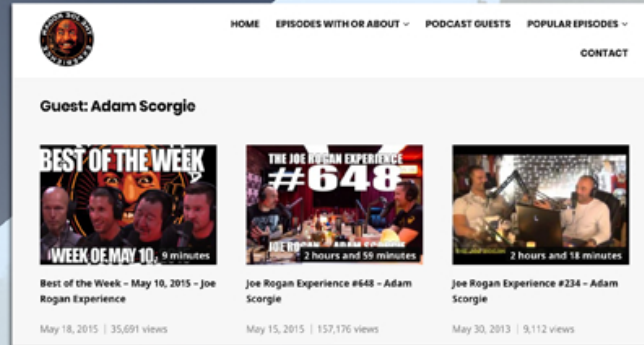 HOME EPISODES WITH OR ABOUT PODCAST GUESTS POPULAR EPISODES
CONTACT
Guest: Adam Scorgie
BEST OF THE WEEK
WEEK OF MAY 10,
9 minutes
THE JOE ROGAN EXPERIENCE
#648
JOE ROGAN ADAM SCORGIE
2 hours and 59 minutes
2 hours and 18 minutes
Best of the Week – May 10, 2015 – Joe
Rogan Experience
May 18, 2015 | 35,691 views
Joe Rogan Experience #648 – Adam
Scorgie
May 15, 2015 | 157,176 views
Joe Rogan Experience #234 – Adam
Scorgie
May 30, 2013 | 9,112 views